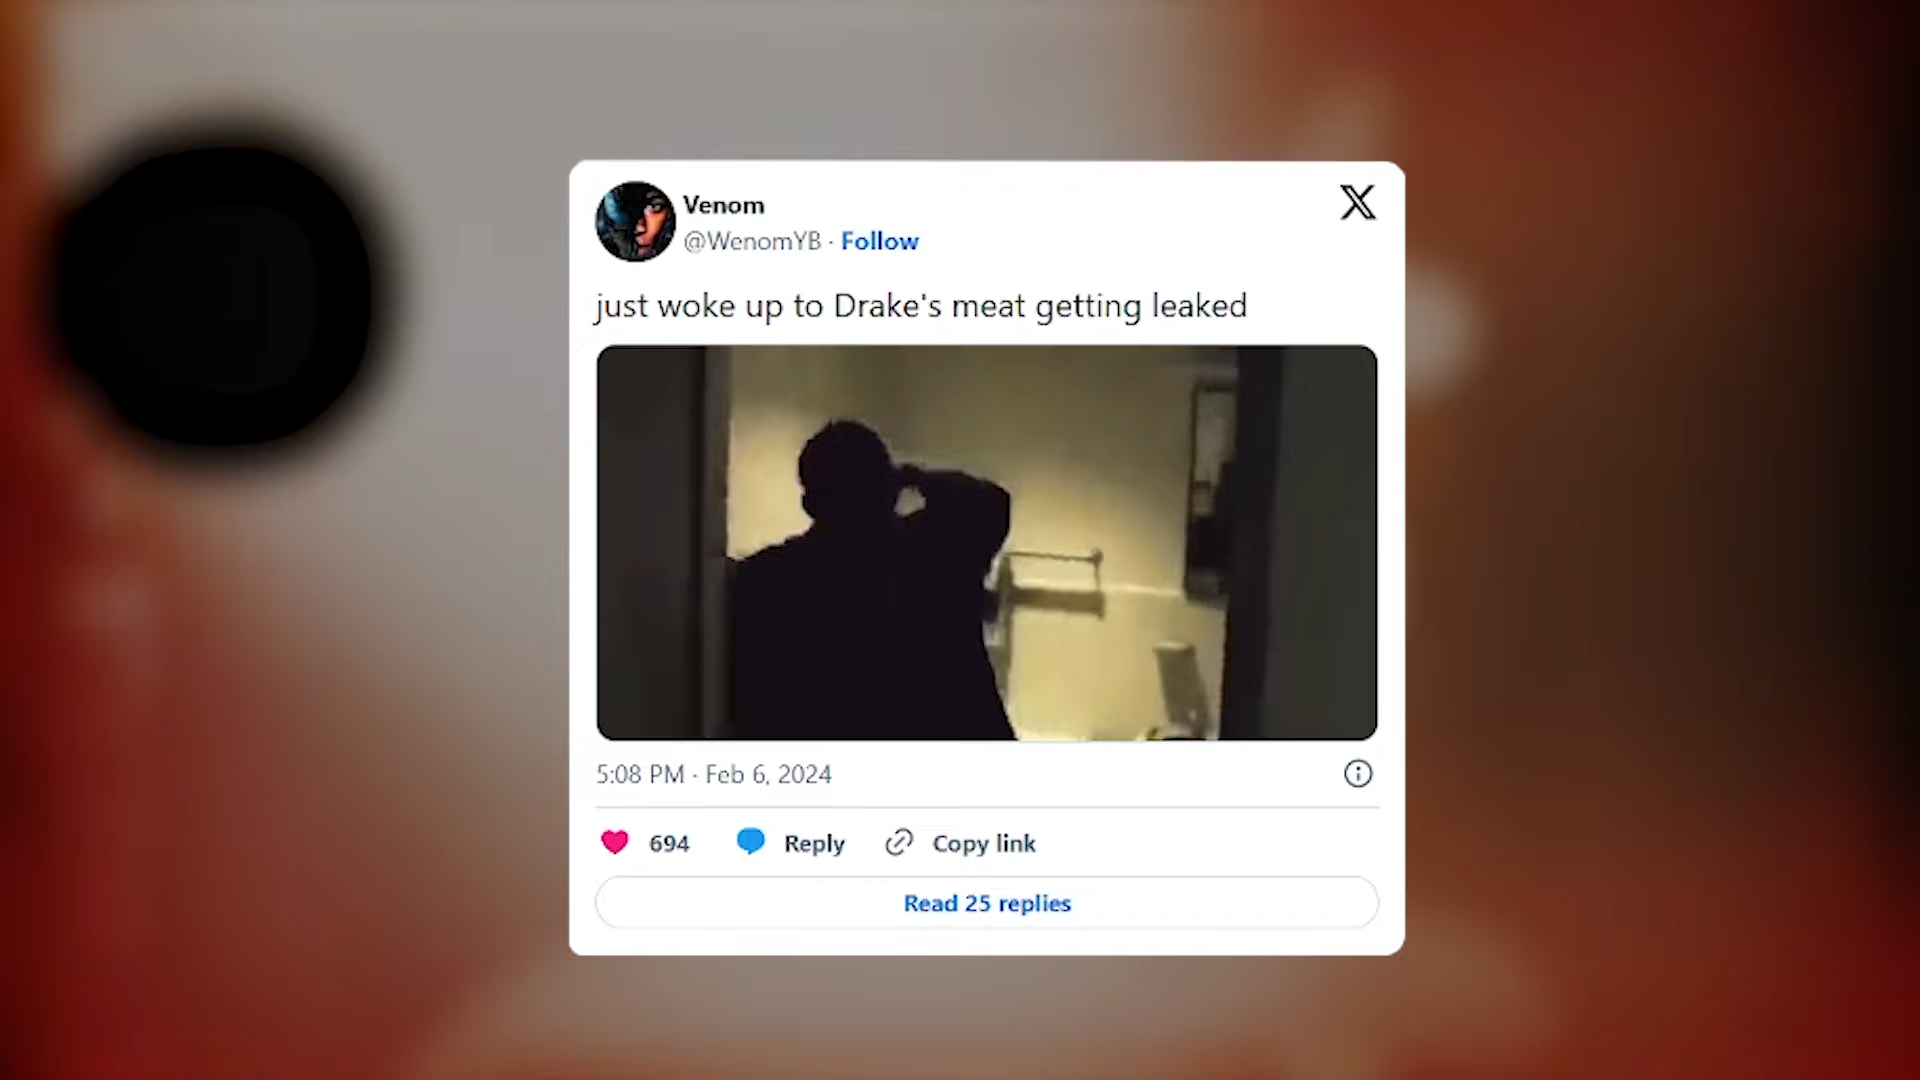 Venom
@WenomYB · Follow
just woke up to Drake's meat getting leaked
5:08 PM · Feb 6, 2024
694 Reply Copy link
Read 25 replies